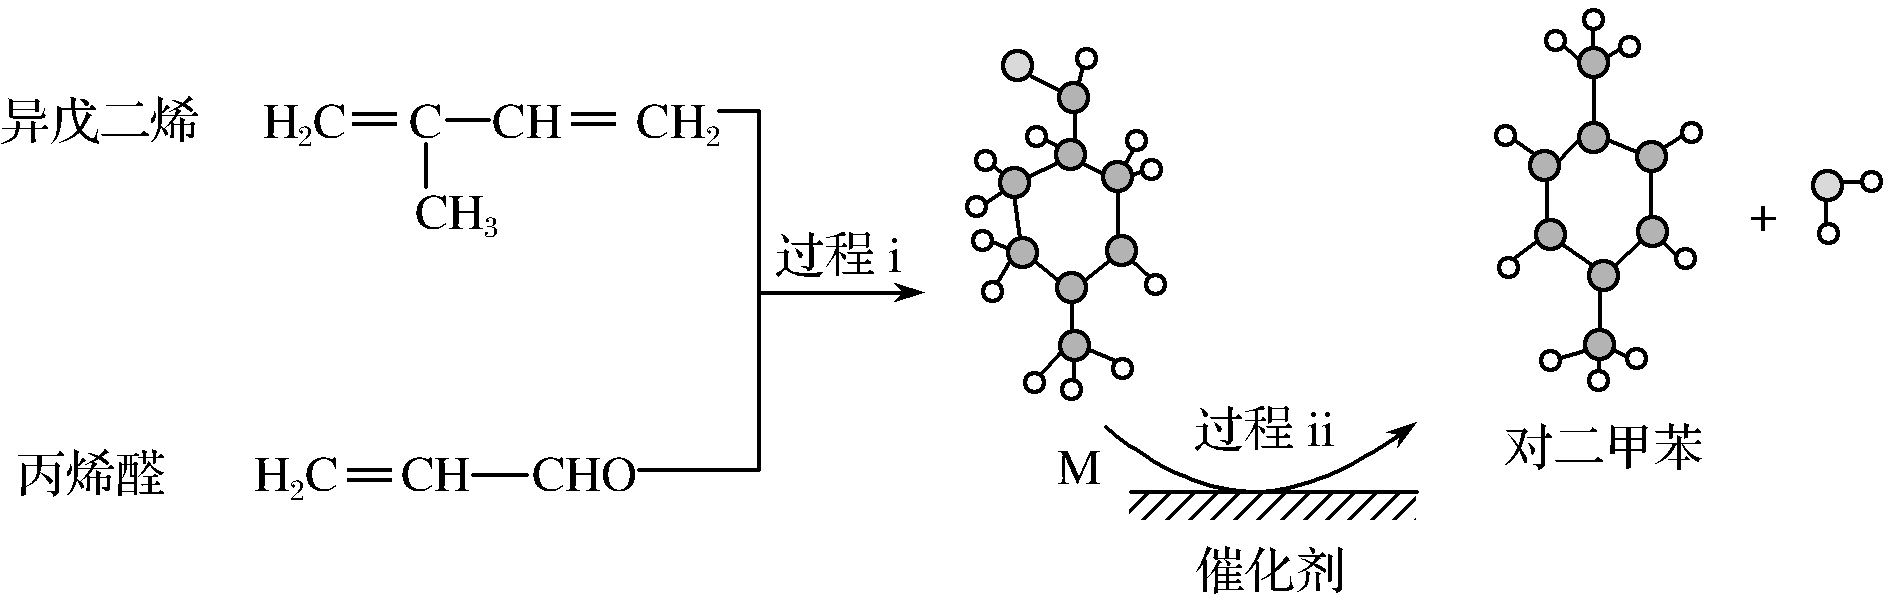 异戊二烯 H₂C=C—CH=CH₂
CH₃
过程 i
丙烯醛 H₂C=CH—CHO
M
过程 ii
催化剂
对二甲苯
+